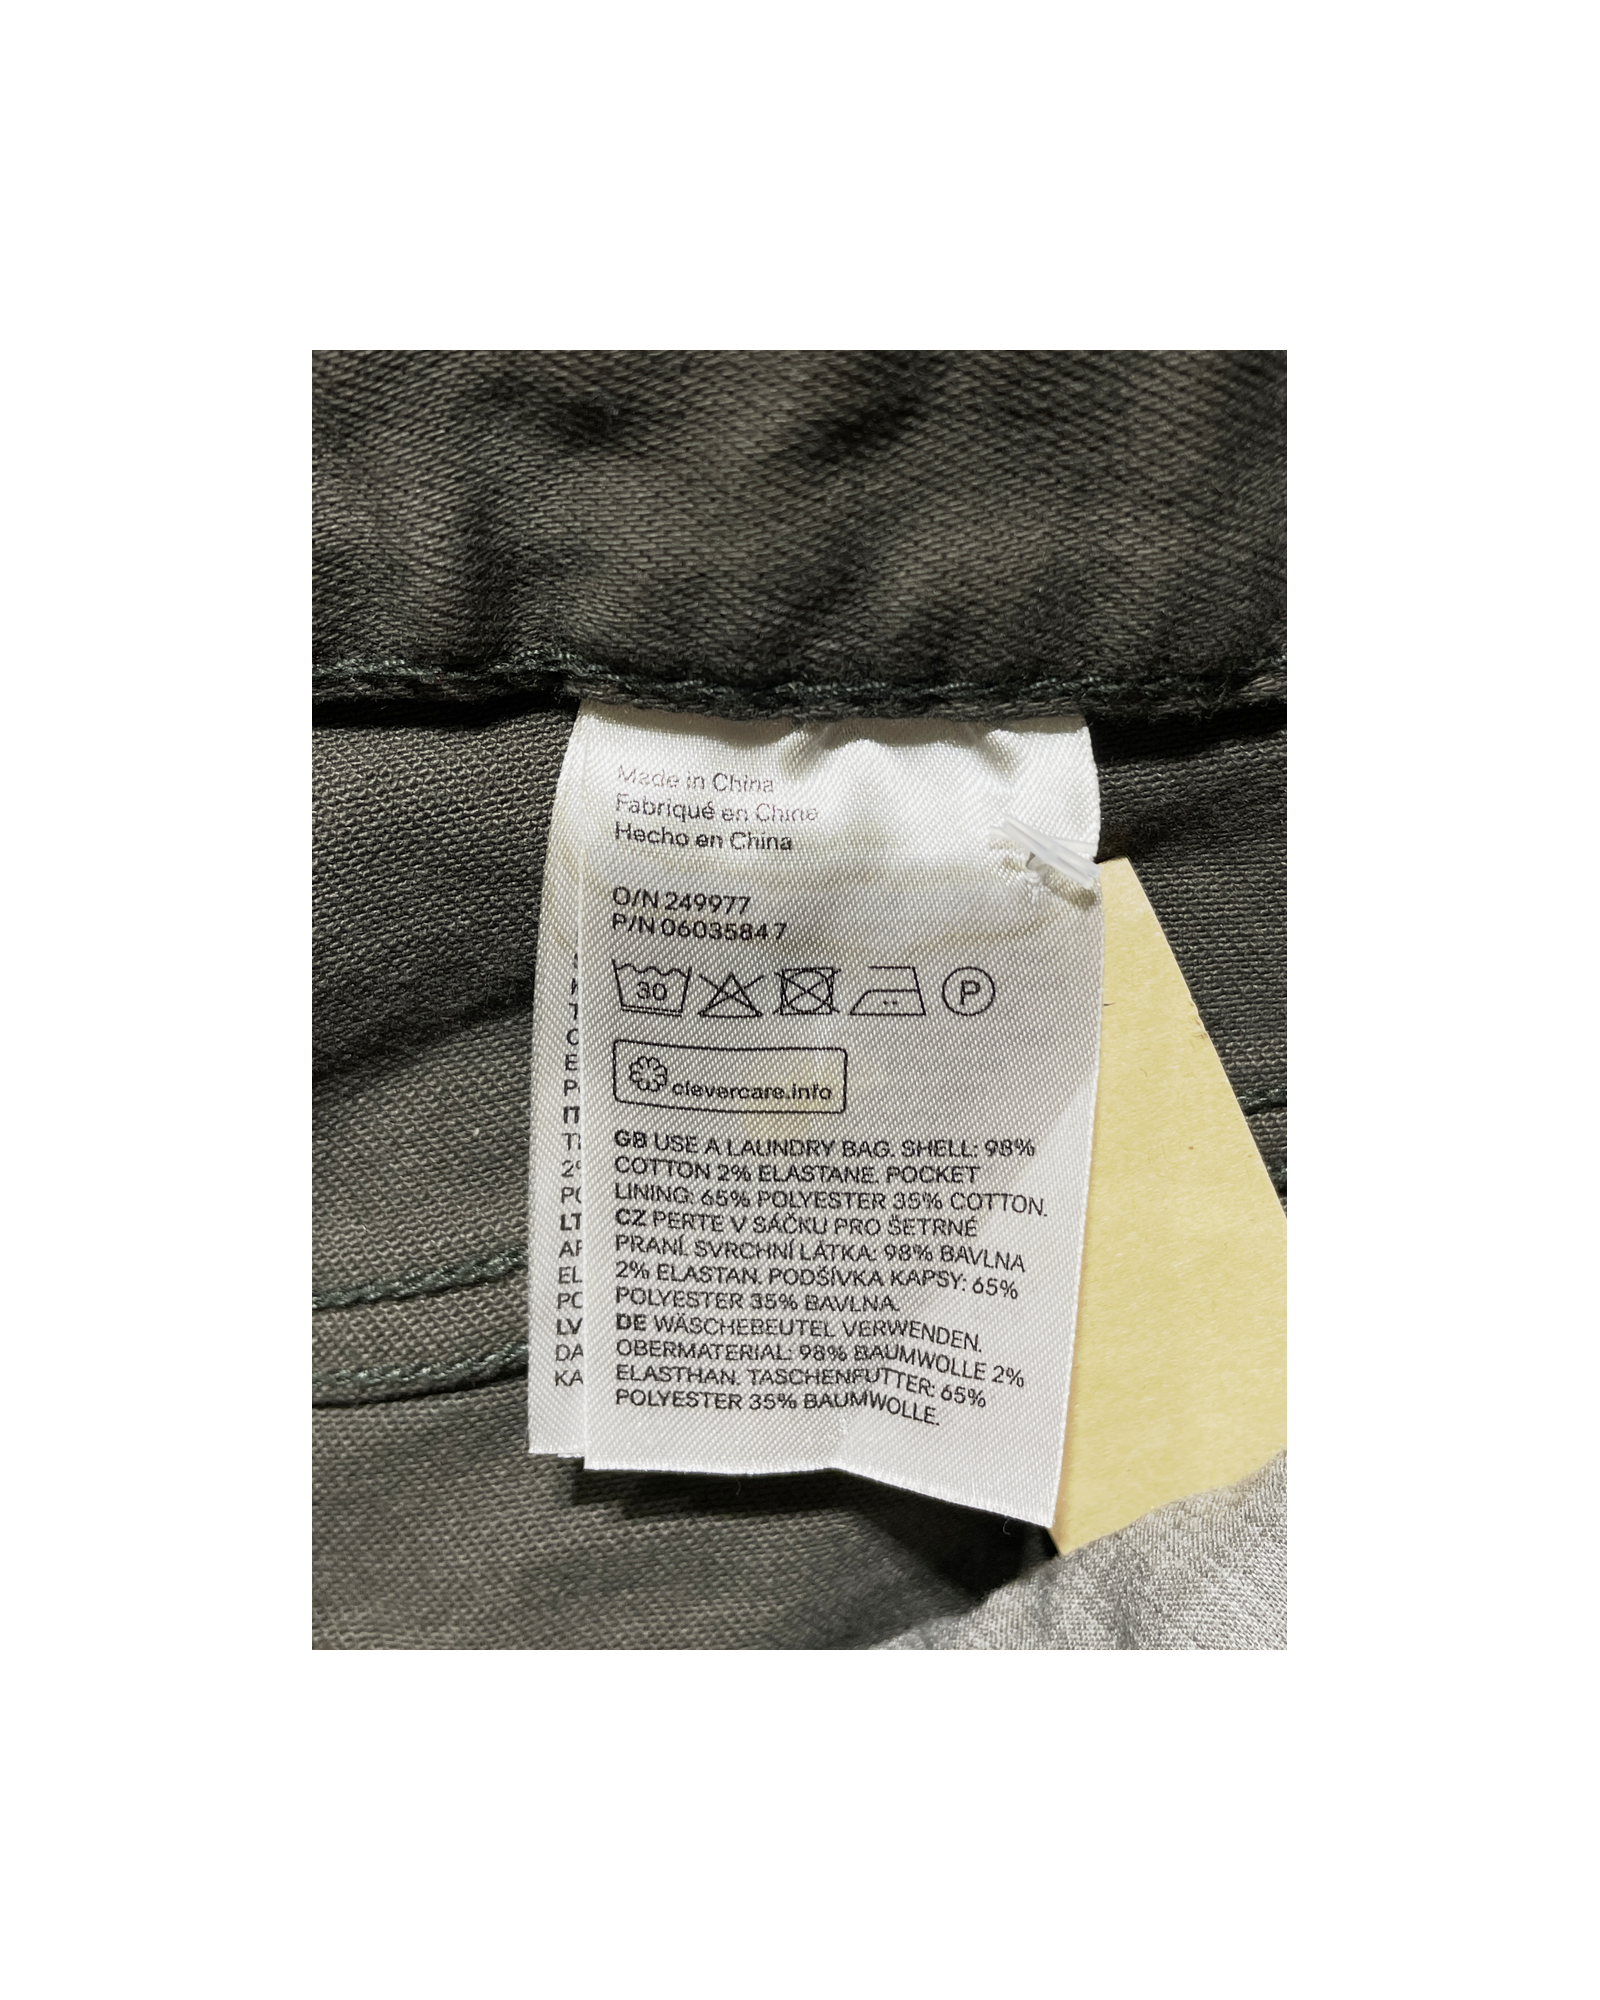 Made in China
Fabriqué en Chine
Hecho en China
O/N 249977
P/N 06035847
30
P
clevercare.info
GB USE A LAUNDRY BAG. SHELL: 98%
COTTON 2% ELASTANE. POCKET
LINING: 65% POLYESTER 35% COTTON.
CZ PERTE V SÁČKU PRO ŠETRNÉ
PRANÍ. SVRCHNÍ LÁTKA: 98% BAVLNA
2% ELASTAN. PODŠÍVKA KAPSY: 65%
POLYESTER 35% BAVLNA.
DE WÄSCHEBEUTEL VERWENDEN.
OBERMATERIAL: 98% BAUMWOLLE 2%
ELASTHAN. TASCHENFUTTER: 65%
POLYESTER 35% BAUMWOLLE.